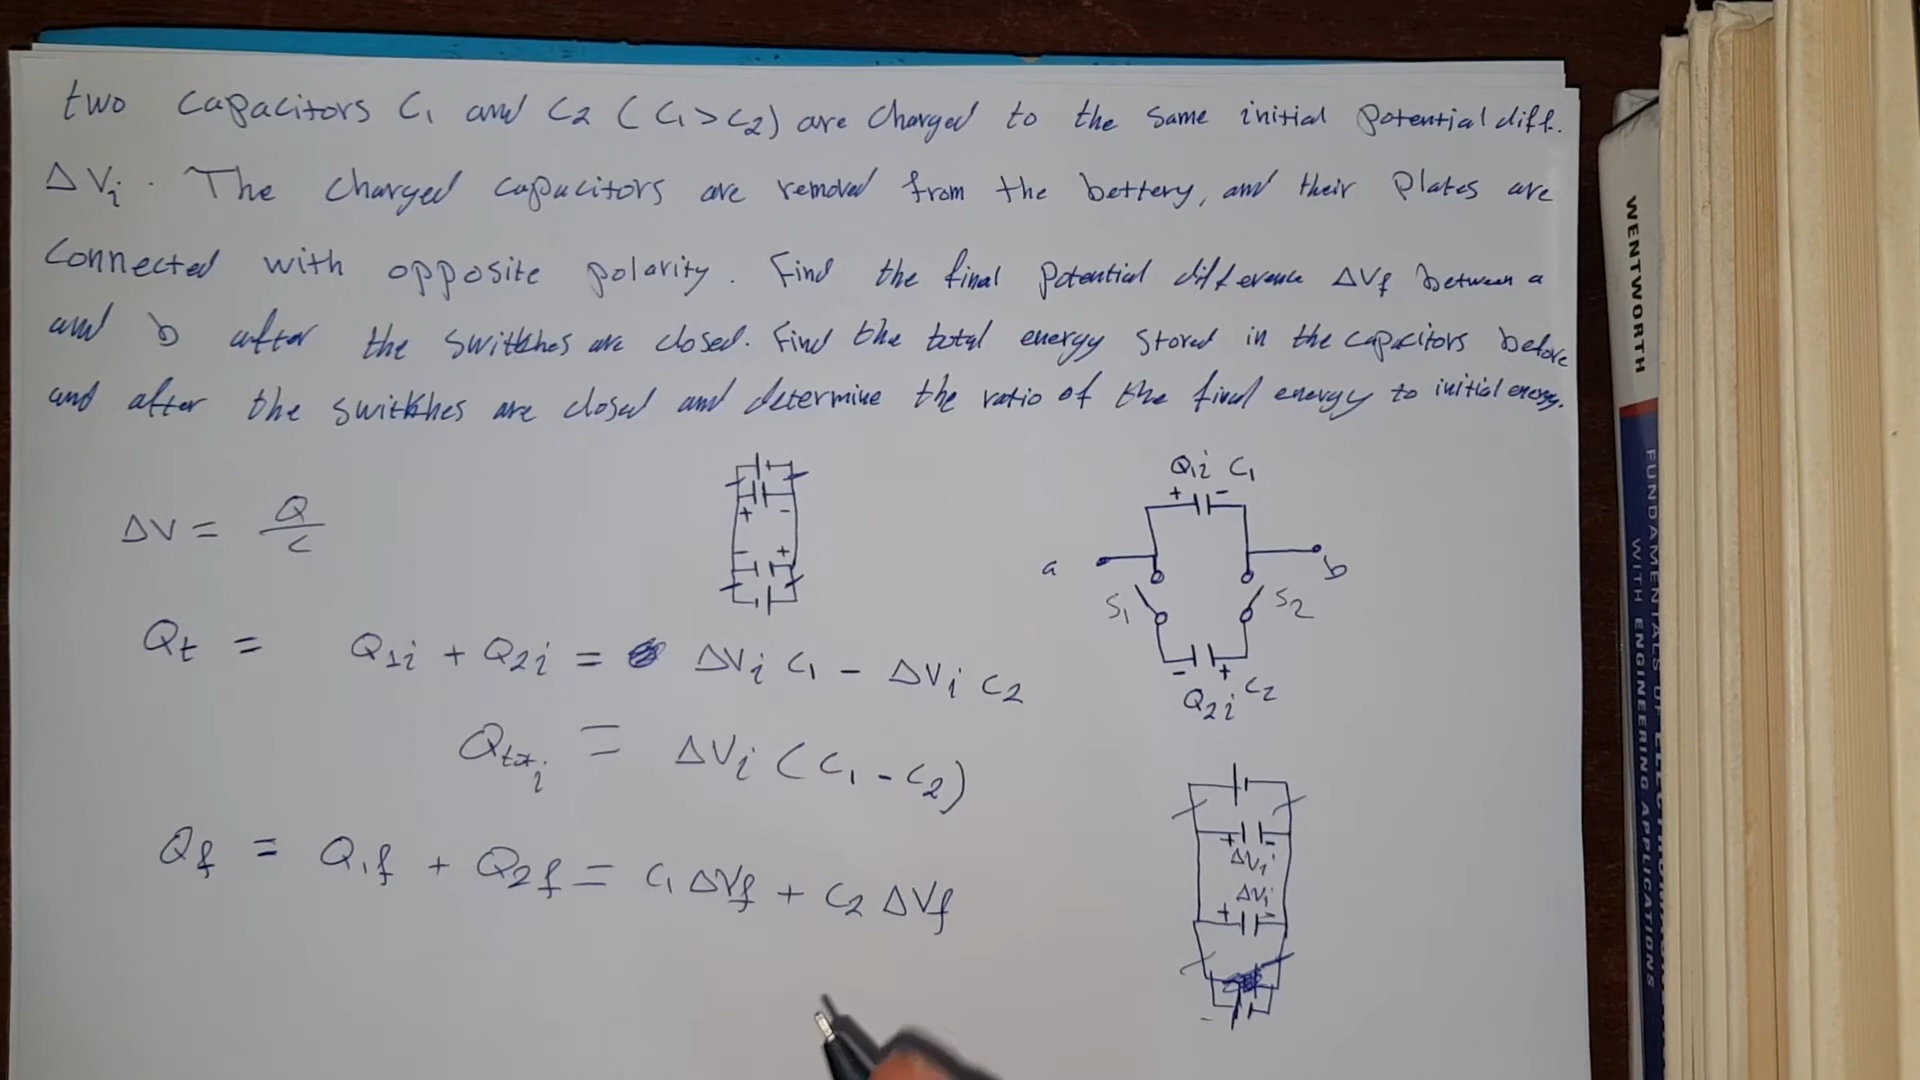 two capacitors C1 and C2 (C1 > C2) are charged to the same initial potential diff.
ΔVi. The charged capacitors are removed from the bettery, and their plates are
connected with opposite polarity. Find the final potential difference ΔVf between a
and b after the switches are closed. Find the total energy stored in the capacitors before
and after the switches are closed and determine the ratio of the final energy to initial energy.
ΔV = Q/C
+ -
- +
Q1i C1
+ -
a b
S1 S2
- +
Q2i C2
Qt = Q1i + Q2i = ΔVi C1 - ΔVi C2
Qtoti = ΔVi (C1 - C2)
Qf = Q1f + Q2f = C1 ΔVf + C2 ΔVf
+ -
ΔVi
ΔVi
+ -
-
WENTWORTH
FUNDAMENTALS OF ELECTROMAGNETICS
WITH ENGINEERING APPLICATIONS